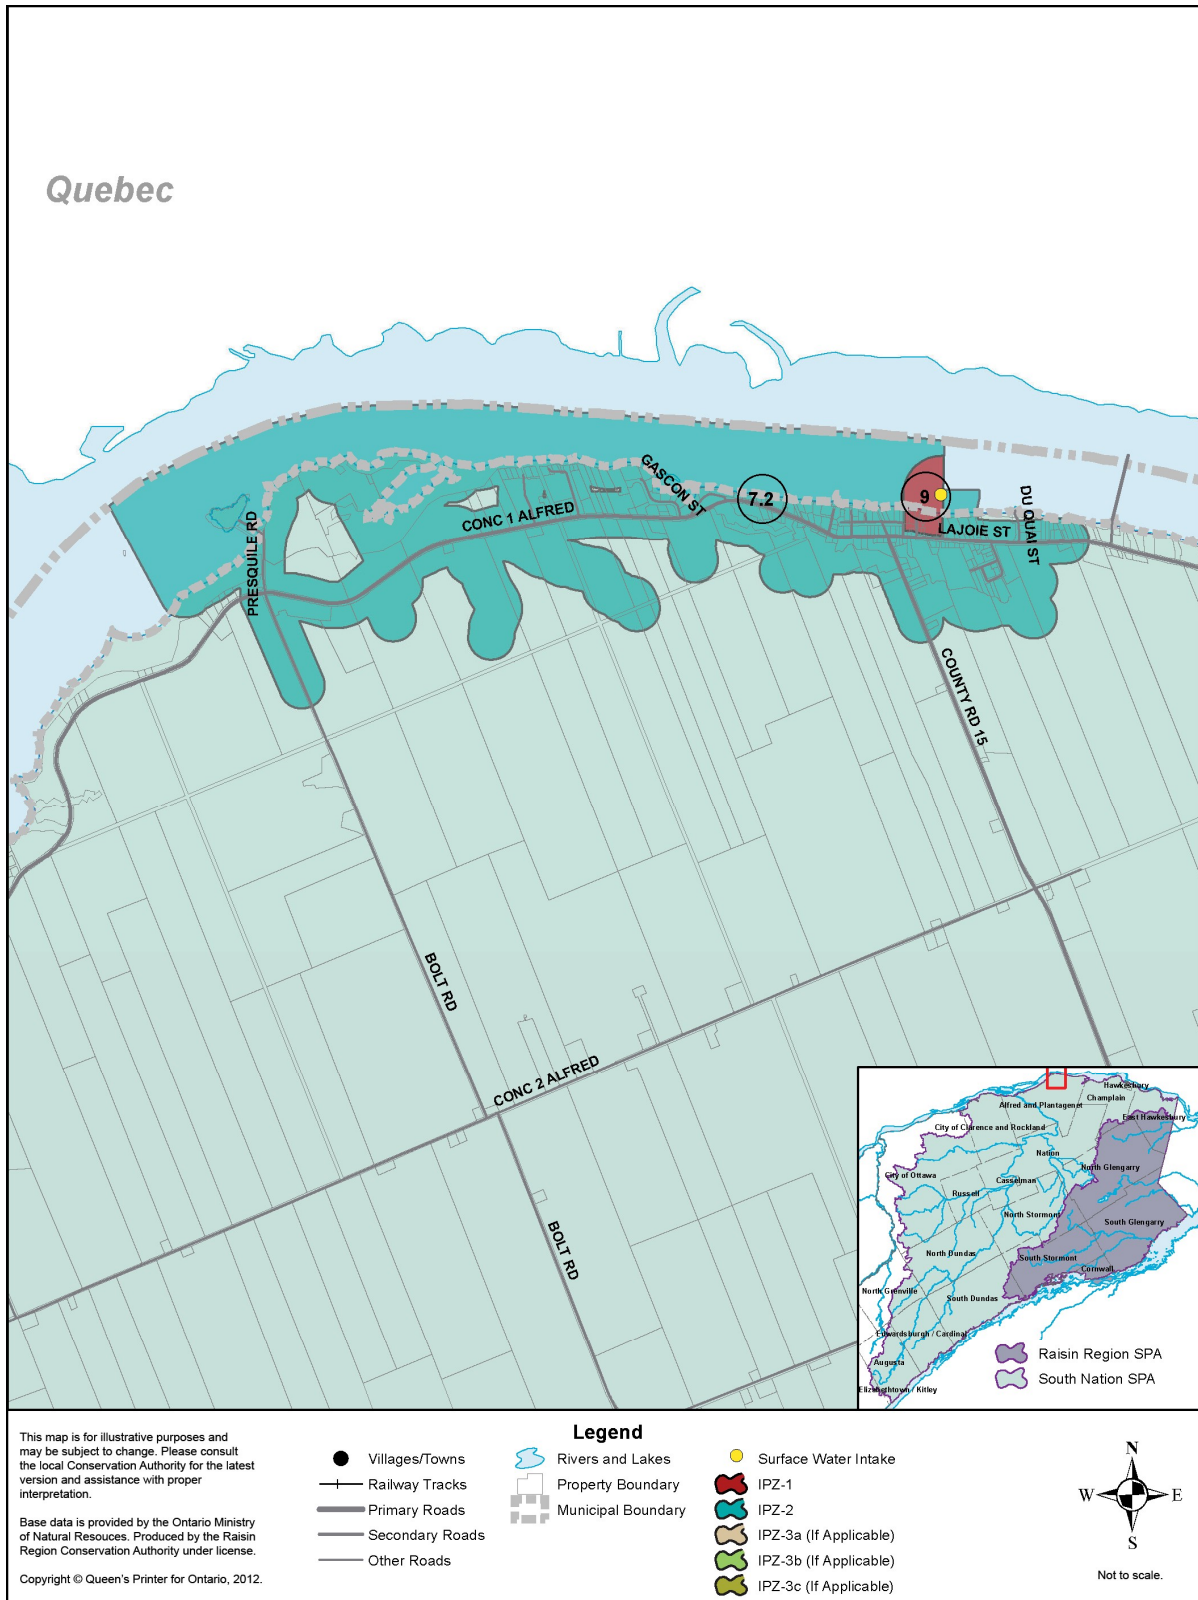 Quebec
GASCON ST
7.2
9
CONC 1 ALFRED
LAJOIE ST
DU QUAI ST
PRESQUILE RD
COUNTY RD 15
BOLT RD
CONC 2 ALFRED
BOLT RD
Hawkesbury
Champlain
Alfred and Plantagenet
East Hawkesbury
City of Clarence and Rockland
Nation
North Glengarry
City of Ottawa
Casselman
Russell
North Stormont
South Glengarry
North Dundas
South Stormont
Cornwall
North Grenville
South Dundas
Edwardsburgh / Cardinal
Augusta
Elizabethtown / Kitley
Raisin Region SPA
South Nation SPA
This map is for illustrative purposes and
may be subject to change. Please consult
the local Conservation Authority for the latest
version and assistance with proper
interpretation.
Base data is provided by the Ontario Ministry
of Natural Resouces. Produced by the Raisin
Region Conservation Authority under license.
Copyright © Queen's Printer for Ontario, 2012.
Legend
Villages/Towns
Railway Tracks
Primary Roads
Secondary Roads
Other Roads
Rivers and Lakes
Property Boundary
Municipal Boundary
Surface Water Intake
IPZ-1
IPZ-2
IPZ-3a (If Applicable)
IPZ-3b (If Applicable)
IPZ-3c (If Applicable)
N
W E
S
Not to scale.